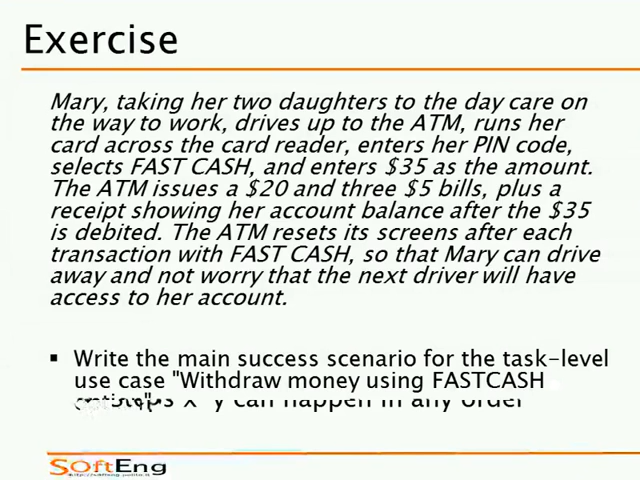 Exercise
Mary, taking her two daughters to the day care on
the way to work, drives up to the ATM, runs her
card across the card reader, enters her PIN code,
selects FAST CASH, and enters $35 as the amount.
The ATM issues a $20 and three $5 bills, plus a
receipt showing her account balance after the $35
is debited. The ATM resets its screens after each
transaction with FAST CASH, so that Mary can drive
away and not worry that the next driver will have
access to her account.
▪ Write the main success scenario for the task-level
use case "Withdraw money using FASTCASH
y can happen in any order
SOftEng